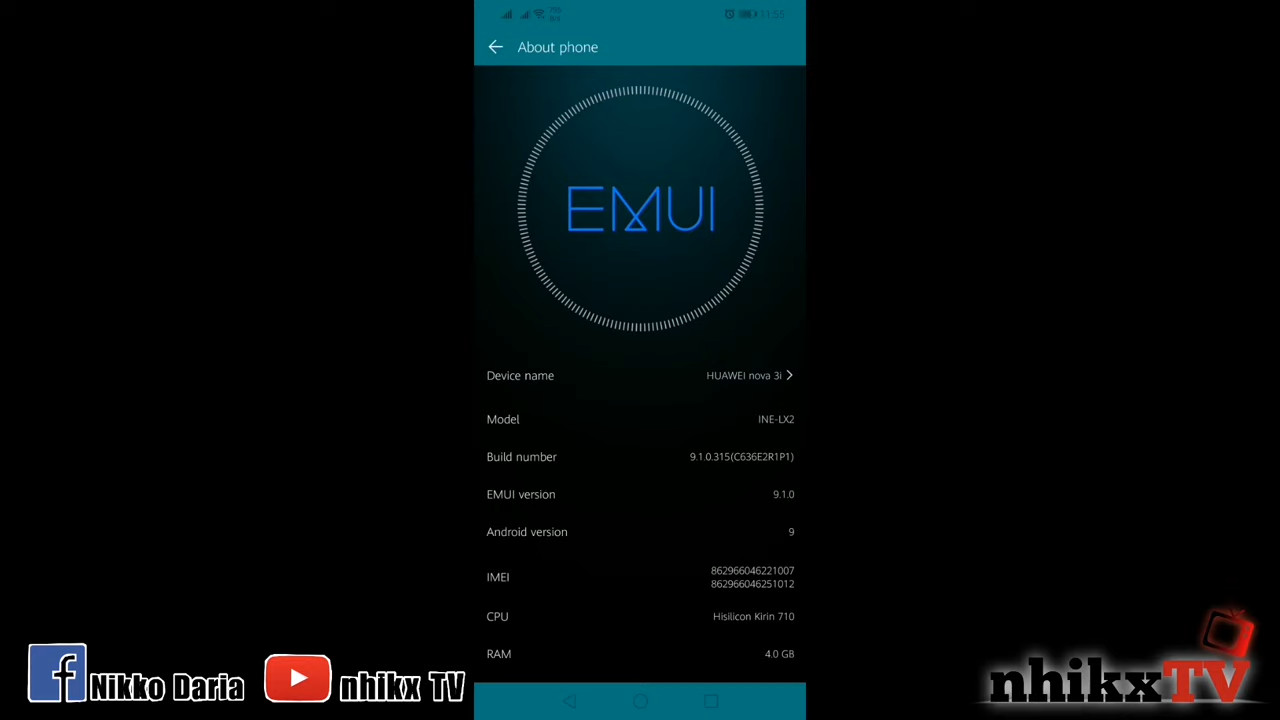 11:55
About phone
EMUI
Device name HUAWEI nova 3i
Model INE-LX2
Build number 9.1.0.315(C636E2R1P1)
EMUI version 9.1.0
Android version 9
IMEI 862966046221007
862966046251012
CPU Hisilicon Kirin 710
RAM 4.0 GB
f Nikko Daria nhikx TV
nhikxTV